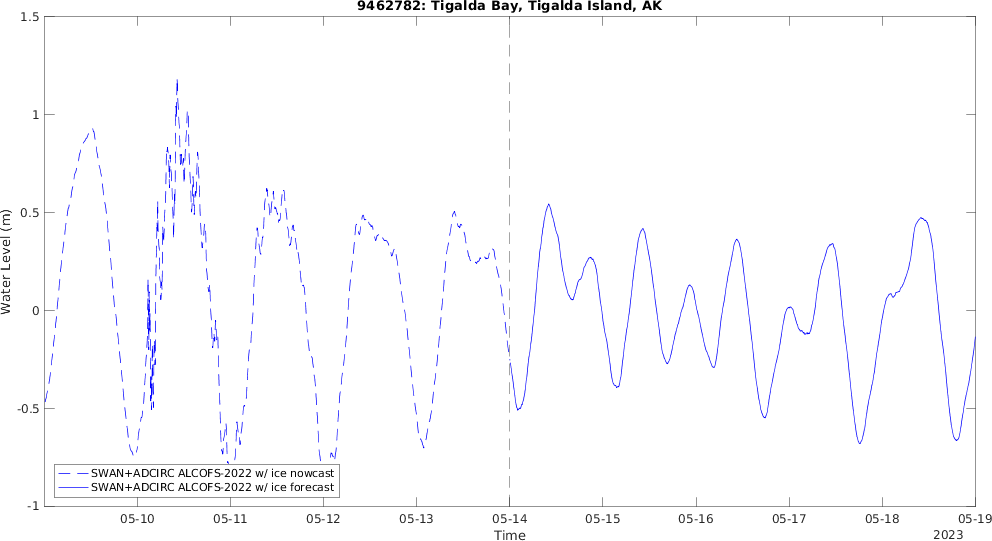 9462782: Tigalda Bay, Tigalda Island, AK
1.5
1
0.5
0
-0.5
-1
Water Level (m)
SWAN+ADCIRC ALCOFS-2022 w/ ice nowcast
SWAN+ADCIRC ALCOFS-2022 w/ ice forecast
05-10 05-11 05-12 05-13 05-14 05-15 05-16 05-17 05-18 05-19
Time
2023